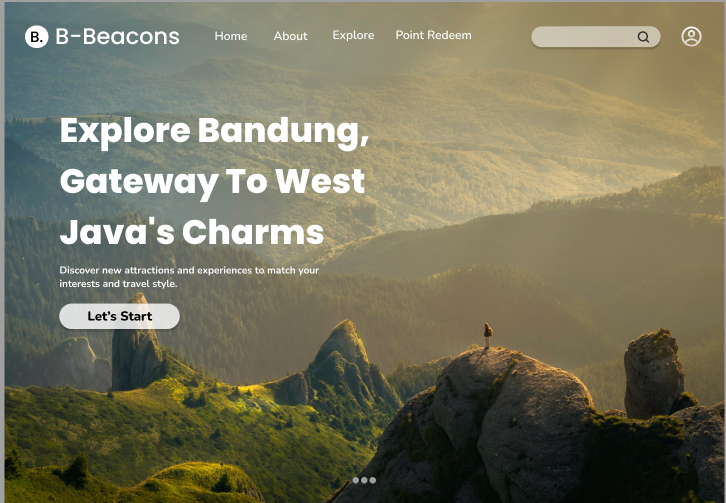 B. B-Beacons Home About Explore Point Redeem
Explore Bandung,
Gateway To West
Java's Charms
Discover new attractions and experiences to match your
interests and travel style.
Let's Start